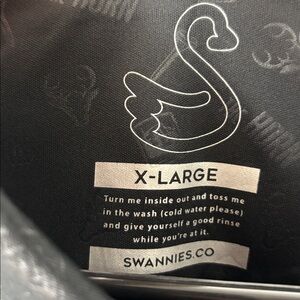 X-LARGE
Turn me inside out and toss me
in the wash (cold water please)
and give yourself a good rinse
while you're at it.
SWANNIES.CO